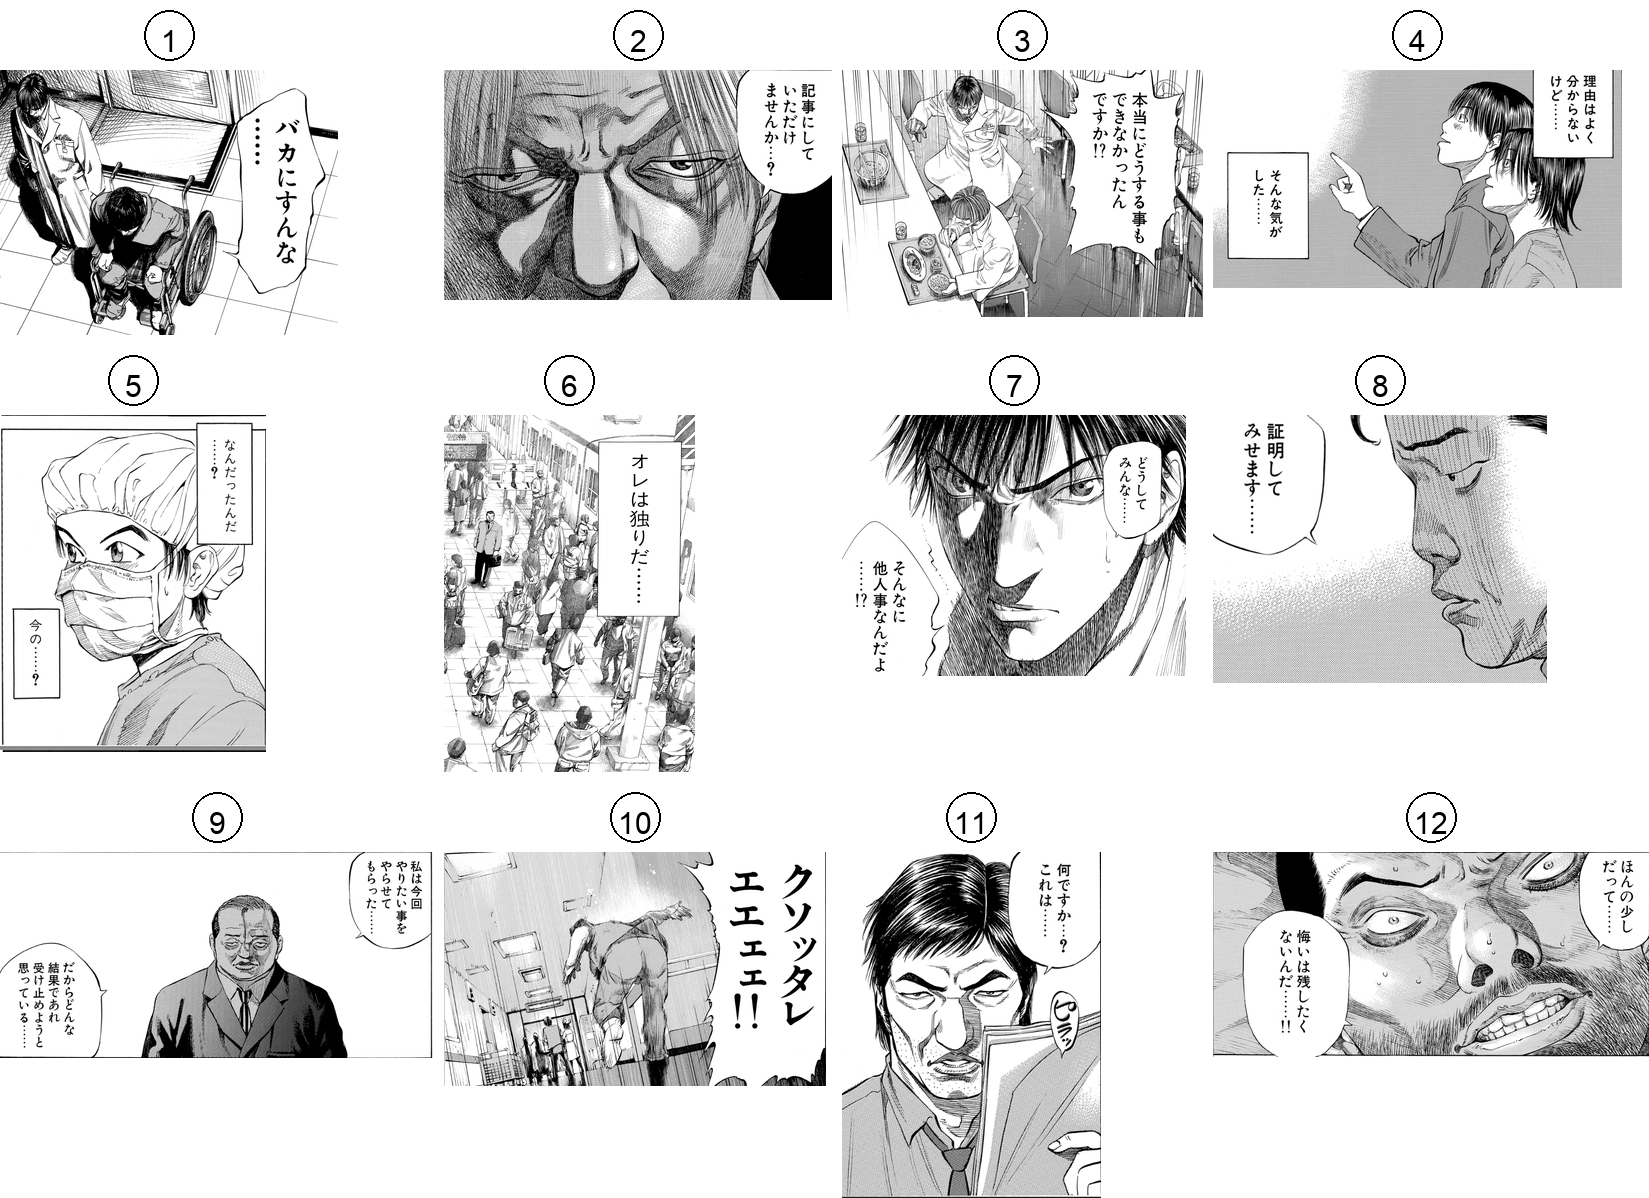 1
バカにすんな
……
2
記事にして
いただけ
ませんか…?
3
本当にどうする事も
できなかったん
ですか!?
4
理由はよく
分からない
けど……
そんな気が
した……
5
なんだったんだ
……?
今の……?
6
オレは独りだ……
7
どうして
みんな……
そんなに
他人事なんだよ
……!?
8
証明して
みせます……
9
私は今回
やりたい事を
やらせて
もらった……
だからどんな
結果であれ
受け止めようと
思っている……
10
クソッタレ
エエェェ!!
11
何ですか…?
これは……
ピラッ
12
ほんの少し
だって……
悔いは残したく
ないんだ……!!